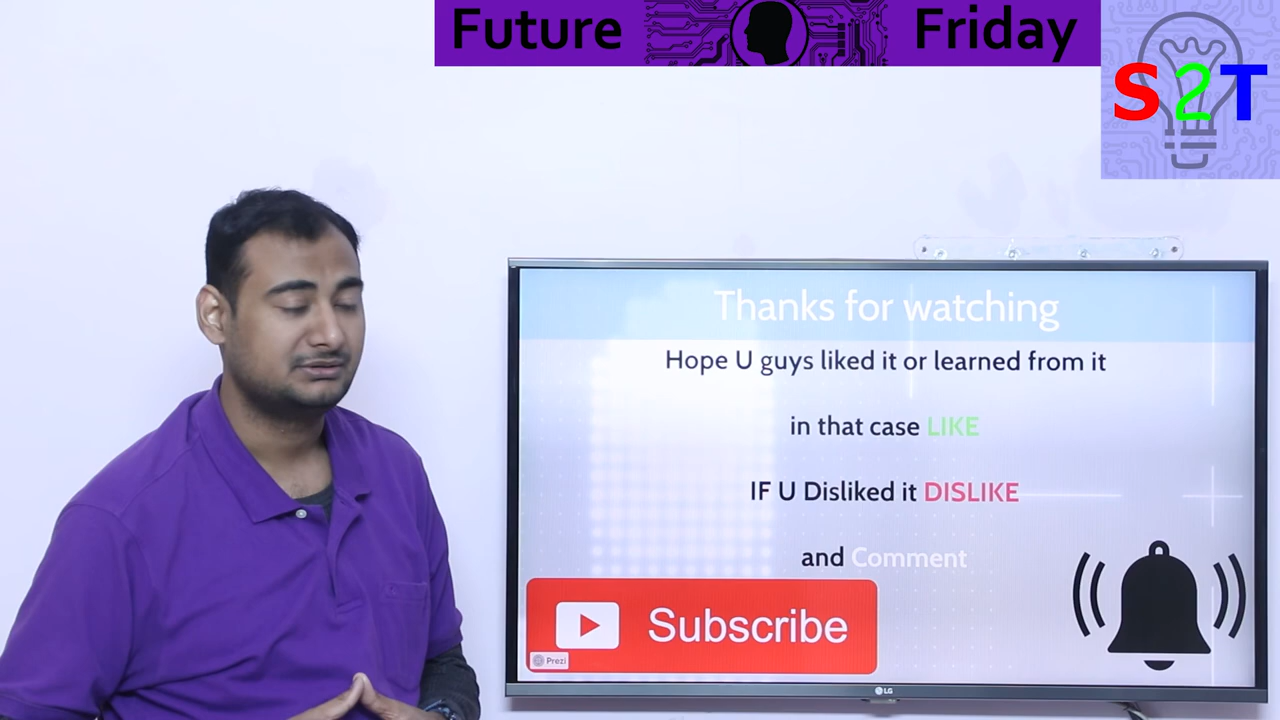 Future Friday
S2T
Thanks for watching
Hope U guys liked it or learned from it
in that case LIKE
IF U Disliked it DISLIKE
and Comment
Subscribe
Prezi
LG